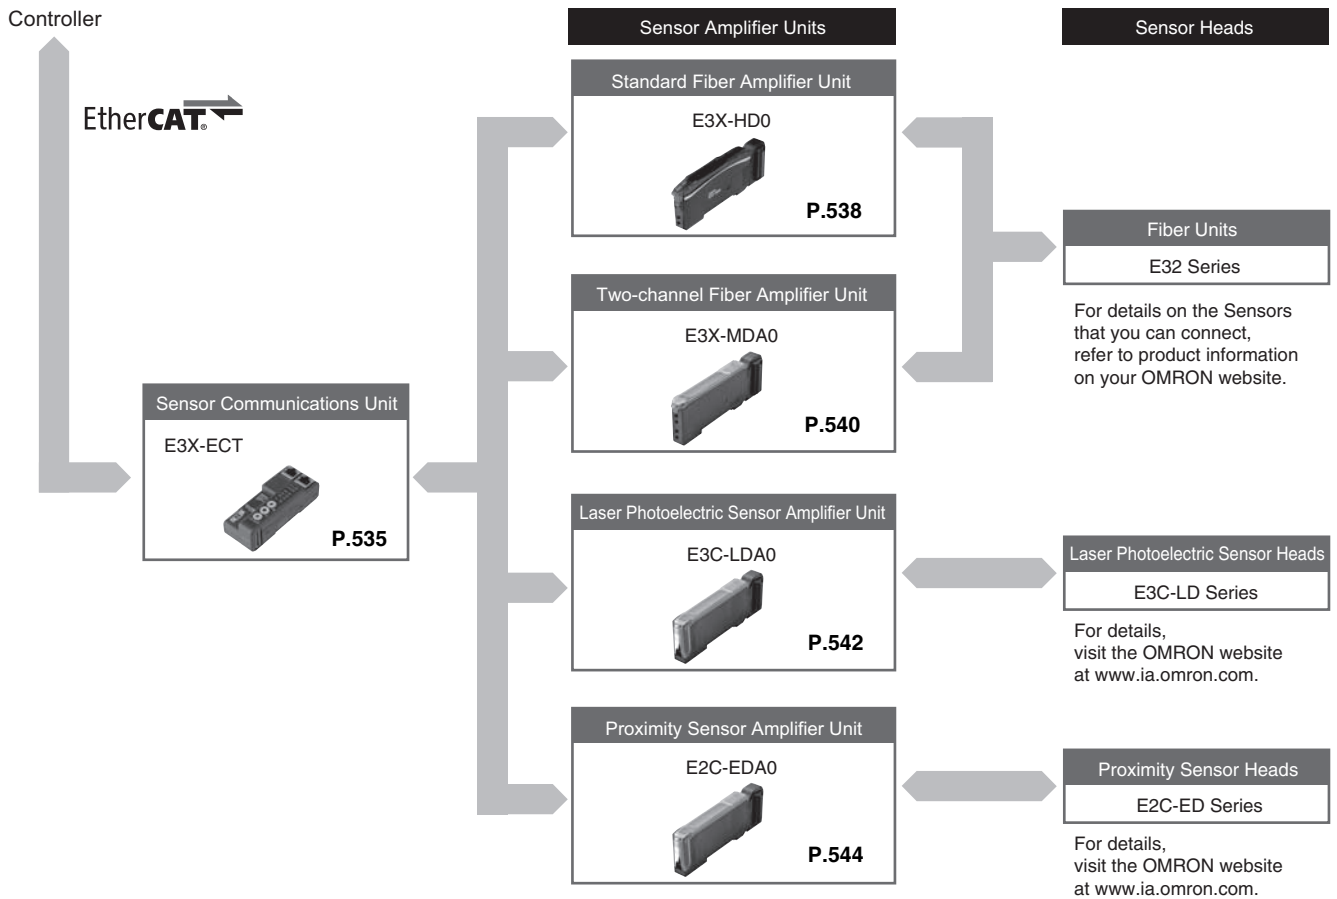 Controller
EtherCAT®
Sensor Communications Unit
E3X-ECT
P.535
Sensor Amplifier Units
Standard Fiber Amplifier Unit
E3X-HD0
P.538
Two-channel Fiber Amplifier Unit
E3X-MDA0
P.540
Laser Photoelectric Sensor Amplifier Unit
E3C-LDA0
P.542
Proximity Sensor Amplifier Unit
E2C-EDA0
P.544
Sensor Heads
Fiber Units
E32 Series
For details on the Sensors
that you can connect,
refer to product information
on your OMRON website.
Laser Photoelectric Sensor Heads
E3C-LD Series
For details,
visit the OMRON website
at www.ia.omron.com.
Proximity Sensor Heads
E2C-ED Series
For details,
visit the OMRON website
at www.ia.omron.com.